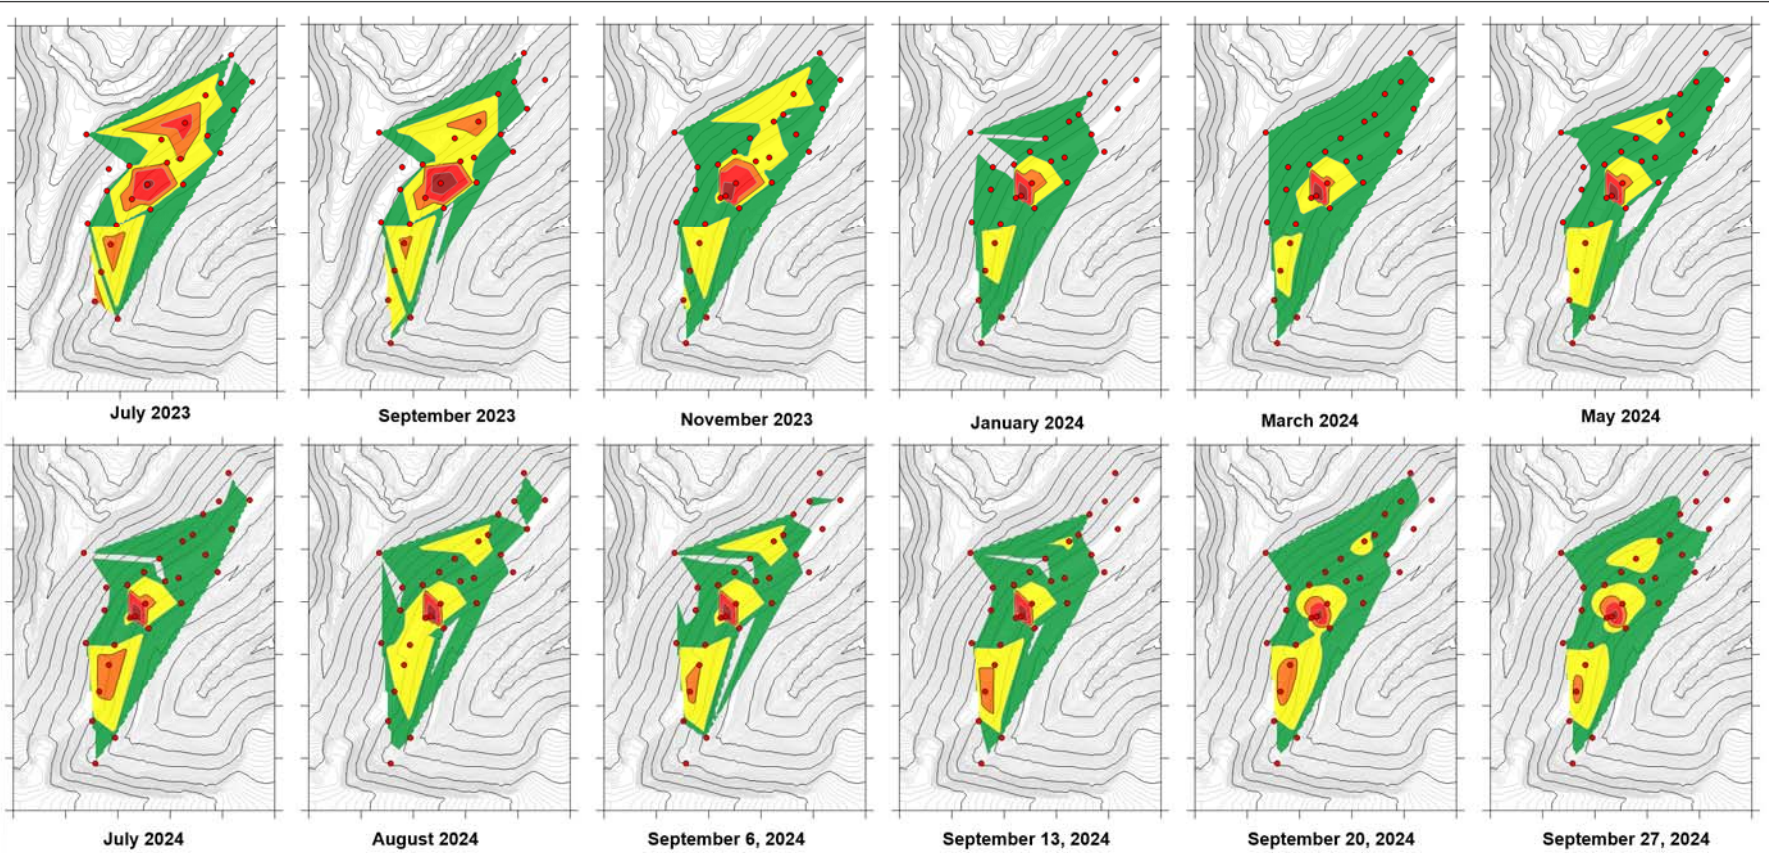 July 2023
September 2023
November 2023
January 2024
March 2024
May 2024
July 2024
August 2024
September 6, 2024
September 13, 2024
September 20, 2024
September 27, 2024